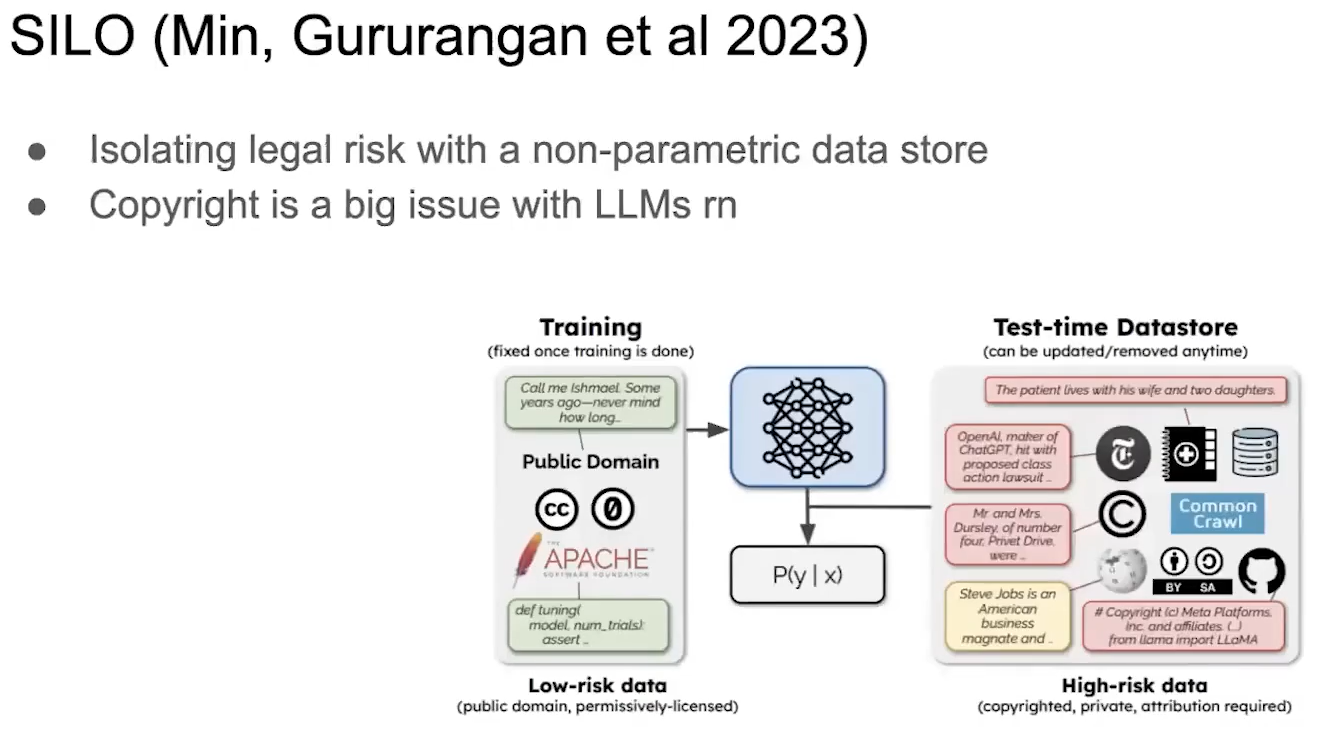 SILO (Min, Gururangan et al 2023)
● Isolating legal risk with a non-parametric data store
● Copyright is a big issue with LLMs rn
Training
(fixed once training is done)
Call me Ishmael. Some
years ago—never mind
how long...
Public Domain
cc
0
THE
APACHE
SOFTWARE FOUNDATION
def tuning(
model, num_trials):
assert ...
Low-risk data
(public domain, permissively-licensed)
P(y | x)
Test-time Datastore
(can be updated/removed anytime)
The patient lives with his wife and two daughters.
OpenAI, maker of
ChatGPT, hit with
proposed class
action lawsuit ...
T
Mr. and Mrs.
Dursley, of number
four, Privet Drive,
were ...
C
Common
Crawl
Steve Jobs is an
American
business
magnate and ...
BY SA
# Copyright (c) Meta Platforms,
Inc. and affiliates. (...)
from llama import LLaMA
High-risk data
(copyrighted, private, attribution required)